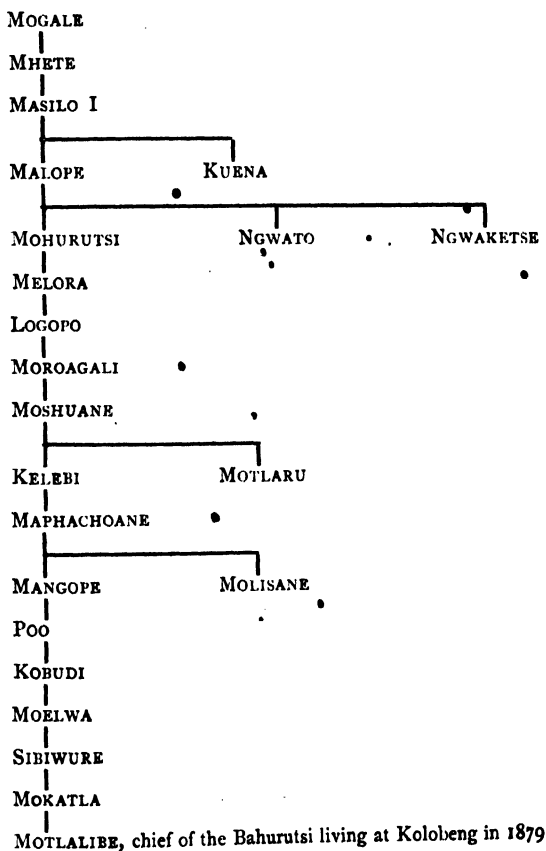 MOGALE
MHETE
MASILO I
MALOPE KUENA
MOHURUTSI NGWATO NGWAKETSE
MELORA
LOGOPO
MOROAGALI
MOSHUANE
KELEBI MOTLARU
MAPHACHOANE
MANGOPE MOLISANE
POO
KOBUDI
MOELWA
SIBIWURE
MOKATLA
MOTLALIBE, chief of the Bahurutsi living at Kolobeng in 1879